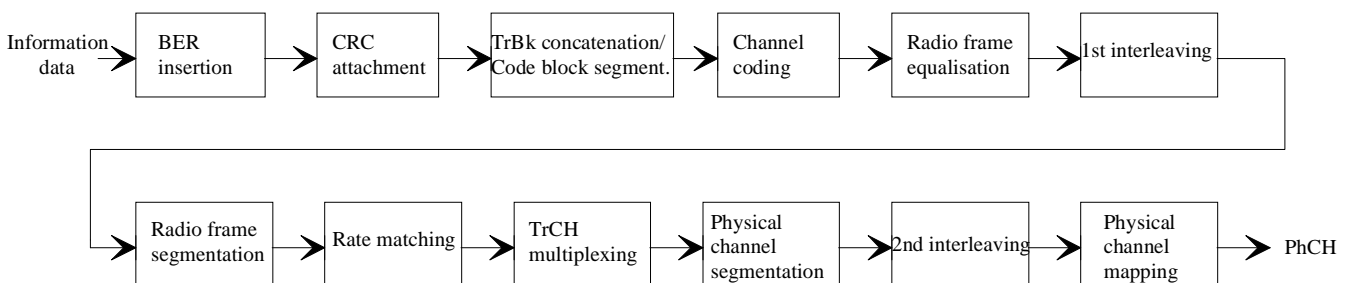 Information
data
BER
insertion
CRC
attachment
TrBk concatenation/
Code block segment.
Channel
coding
Radio frame
equalisation
1st interleaving
Radio frame
segmentation
Rate matching
TrCH
multiplexing
Physical
channel
segmentation
2nd interleaving
Physical
channel
mapping
PhCH